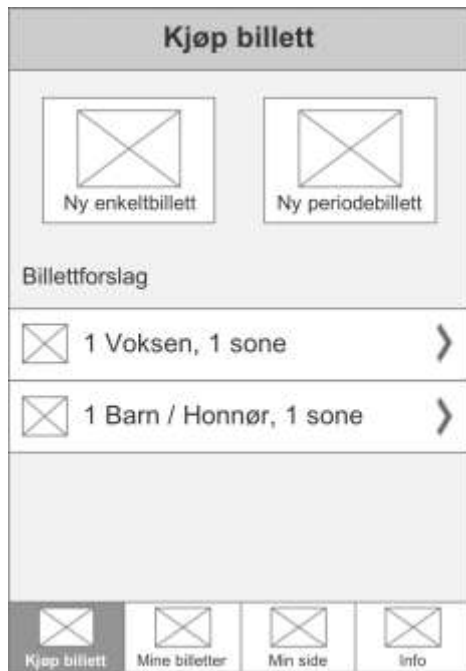 Kjøp billett
Ny enkeltbillett
Ny periodebillett
Billettforslag
1 Voksen, 1 sone
1 Barn / Honnør, 1 sone
Kjøp billett
Mine billetter
Min side
Info